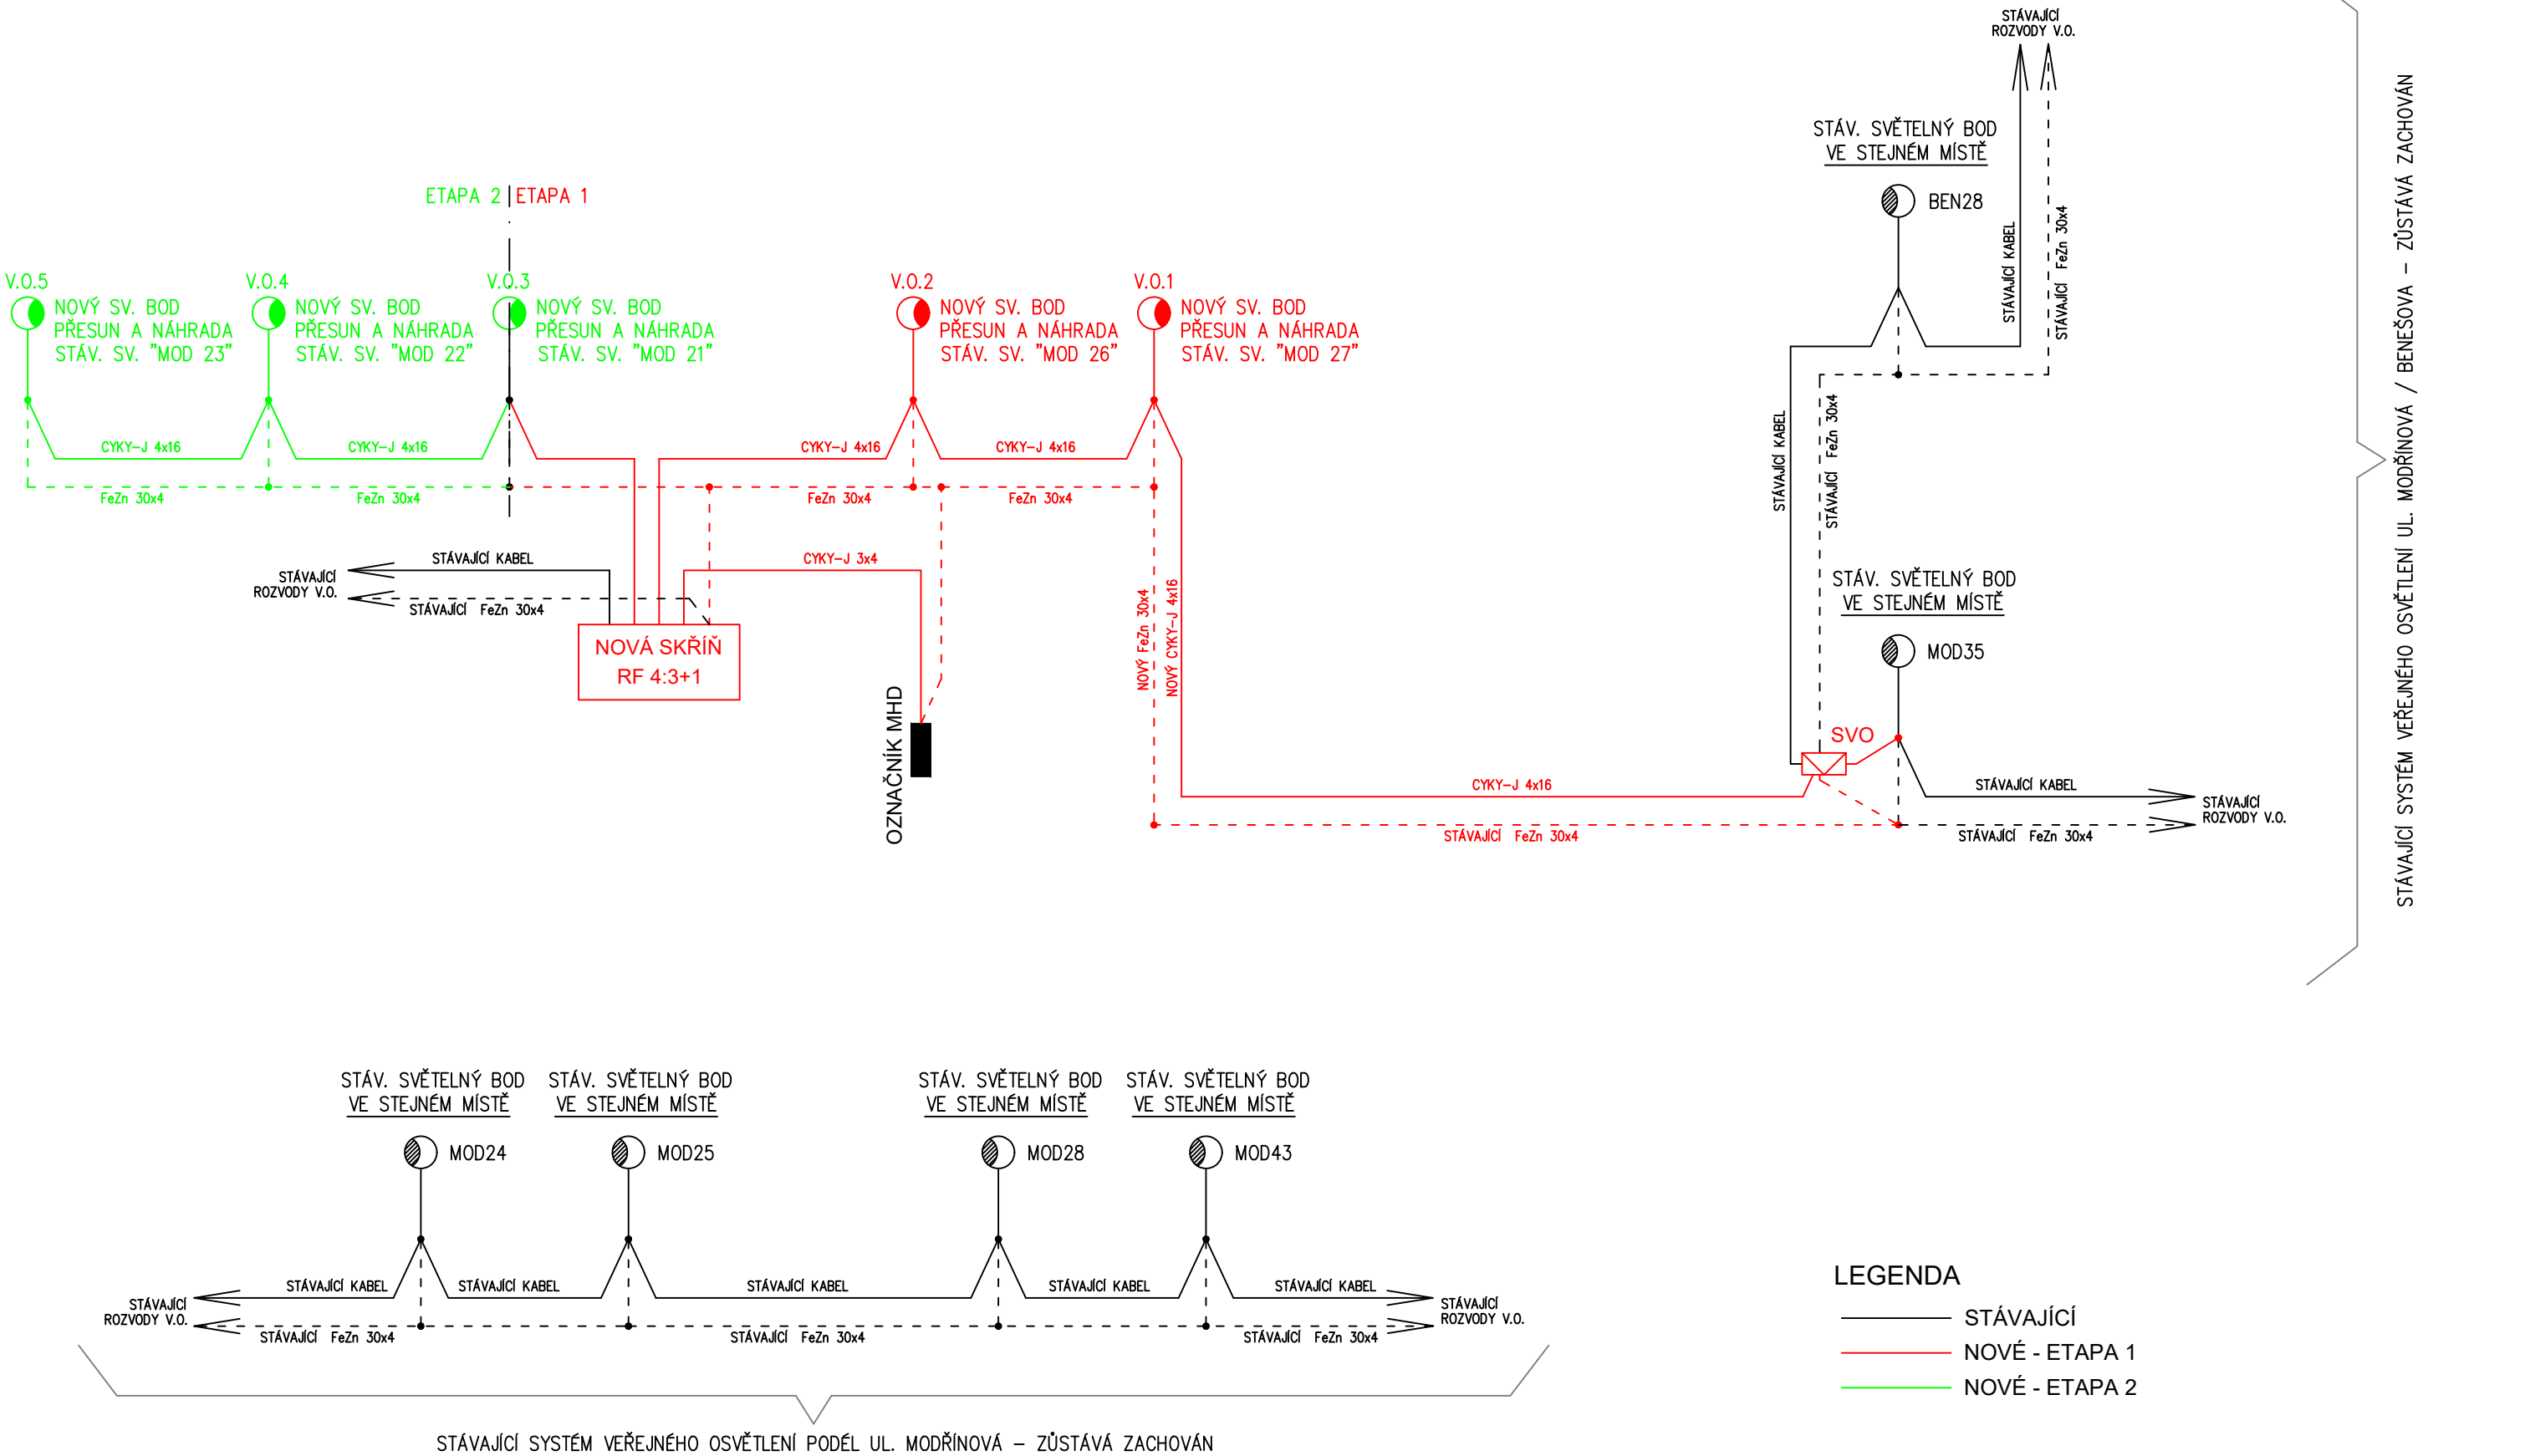 STÁVAJÍCÍ
ROZVODY V.O.
STÁV. SVĚTELNÝ BOD
VE STEJNÉM MÍSTĚ
BEN28
STÁVAJÍCÍ KABEL
STÁVAJÍCÍ FeZn 30x4
ETAPA 2
ETAPA 1
V.O.5
NOVÝ SV. BOD
PŘESUN A NÁHRADA
STÁV. SV. "MOD 23"
V.O.4
NOVÝ SV. BOD
PŘESUN A NÁHRADA
STÁV. SV. "MOD 22"
V.O.3
NOVÝ SV. BOD
PŘESUN A NÁHRADA
STÁV. SV. "MOD 21"
V.O.2
NOVÝ SV. BOD
PŘESUN A NÁHRADA
STÁV. SV. "MOD 26"
V.O.1
NOVÝ SV. BOD
PŘESUN A NÁHRADA
STÁV. SV. "MOD 27"
CYKY-J 4x16
CYKY-J 4x16
CYKY-J 4x16
CYKY-J 4x16
FeZn 30x4
FeZn 30x4
FeZn 30x4
FeZn 30x4
STÁVAJÍCÍ KABEL
STÁVAJÍCÍ FeZn 30x4
STÁVAJÍCÍ KABEL
STÁVAJÍCÍ
ROZVODY V.O.
STÁVAJÍCÍ FeZn 30x4
CYKY-J 3x4
NOVÁ SKŘÍŇ
RF 4:3+1
OZNAČNÍK MHD
NOVÝ FeZn 30x4
NOVÝ CYKY-J 4x16
STÁV. SVĚTELNÝ BOD
VE STEJNÉM MÍSTĚ
MOD35
SVO
CYKY-J 4x16
STÁVAJÍCÍ FeZn 30x4
STÁVAJÍCÍ KABEL
STÁVAJÍCÍ FeZn 30x4
STÁVAJÍCÍ
ROZVODY V.O.
STÁVAJÍCÍ SYSTÉM VEŘEJNÉHO OSVĚTLENÍ UL. MODŘÍNOVÁ / BENEŠOVA - ZŮSTÁVÁ ZACHOVÁN
STÁV. SVĚTELNÝ BOD
VE STEJNÉM MÍSTĚ
MOD24
STÁV. SVĚTELNÝ BOD
VE STEJNÉM MÍSTĚ
MOD25
STÁV. SVĚTELNÝ BOD
VE STEJNÉM MÍSTĚ
MOD28
STÁV. SVĚTELNÝ BOD
VE STEJNÉM MÍSTĚ
MOD43
STÁVAJÍCÍ KABEL
STÁVAJÍCÍ KABEL
STÁVAJÍCÍ KABEL
STÁVAJÍCÍ KABEL
STÁVAJÍCÍ KABEL
STÁVAJÍCÍ
ROZVODY V.O.
STÁVAJÍCÍ
ROZVODY V.O.
STÁVAJÍCÍ FeZn 30x4
STÁVAJÍCÍ FeZn 30x4
STÁVAJÍCÍ FeZn 30x4
STÁVAJÍCÍ SYSTÉM VEŘEJNÉHO OSVĚTLENÍ PODÉL UL. MODŘÍNOVÁ - ZŮSTÁVÁ ZACHOVÁN
LEGENDA
STÁVAJÍCÍ
NOVÉ - ETAPA 1
NOVÉ - ETAPA 2